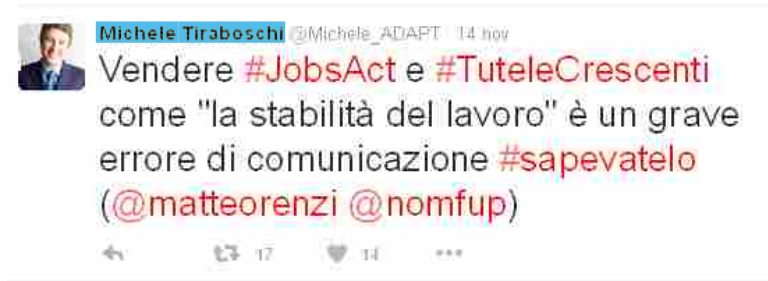 Michele Tiraboschi @Michele_ADAPT · 14 nov
Vendere #JobsAct e #TuteleCrescenti
come "la stabilità del lavoro" è un grave
errore di comunicazione #sapevatelo
(@matteorenzi @nomfup)
17 14